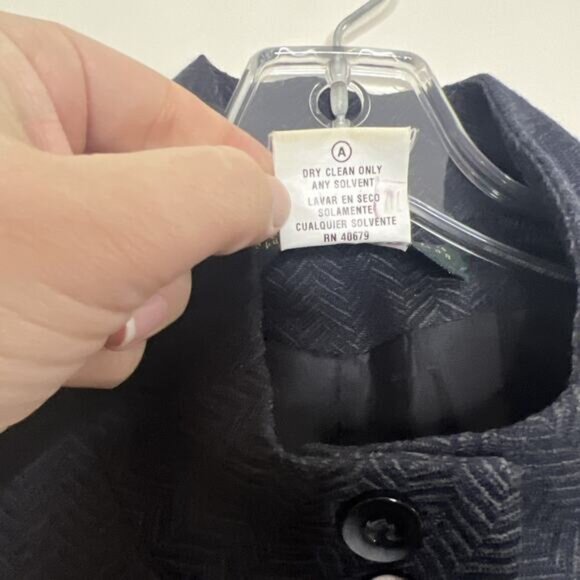 A
DRY CLEAN ONLY
ANY SOLVENT
LAVAR EN SECO
SOLAMENTE
CUALQUIER SOLVENTE
RN 40679